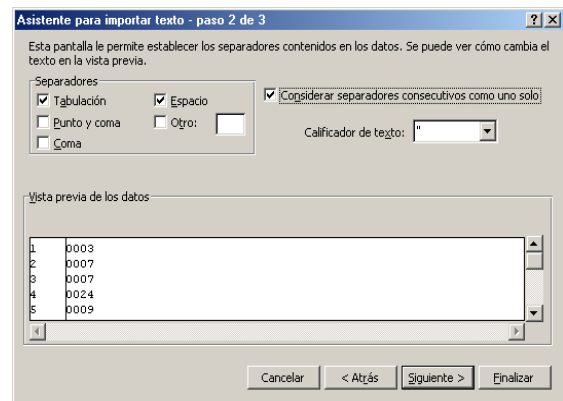 Asistente para importar texto - paso 2 de 3
Esta pantalla le permite establecer los separadores contenidos en los datos. Se puede ver cómo cambia el
texto en la vista previa.
Separadores
Tabulación Espacio
Considerar separadores consecutivos como uno solo
Punto y coma Otro:
Coma
Calificador de texto: "
Vista previa de los datos
1 0003
2 0007
3 0007
4 0024
5 0009
Cancelar < Atrás Siguiente > Finalizar